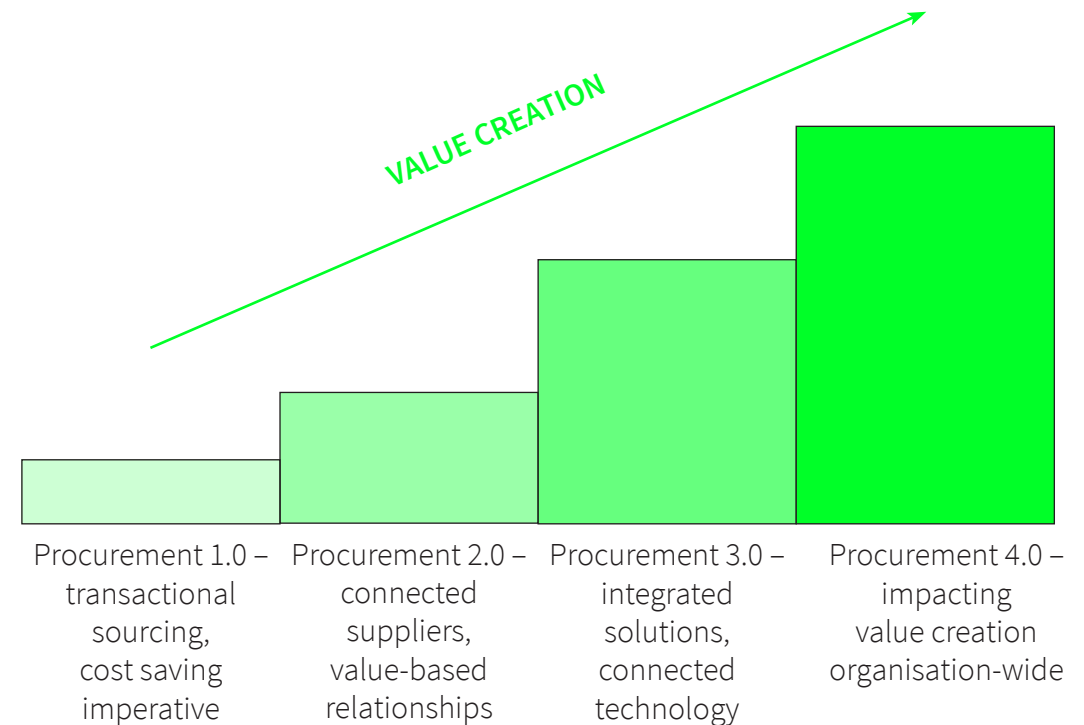 VALUE CREATION
Procurement 1.0 –
transactional
sourcing,
cost saving
imperative
Procurement 2.0 –
connected
suppliers,
value-based
relationships
Procurement 3.0 –
integrated
solutions,
connected
technology
Procurement 4.0 –
impacting
value creation
organisation-wide